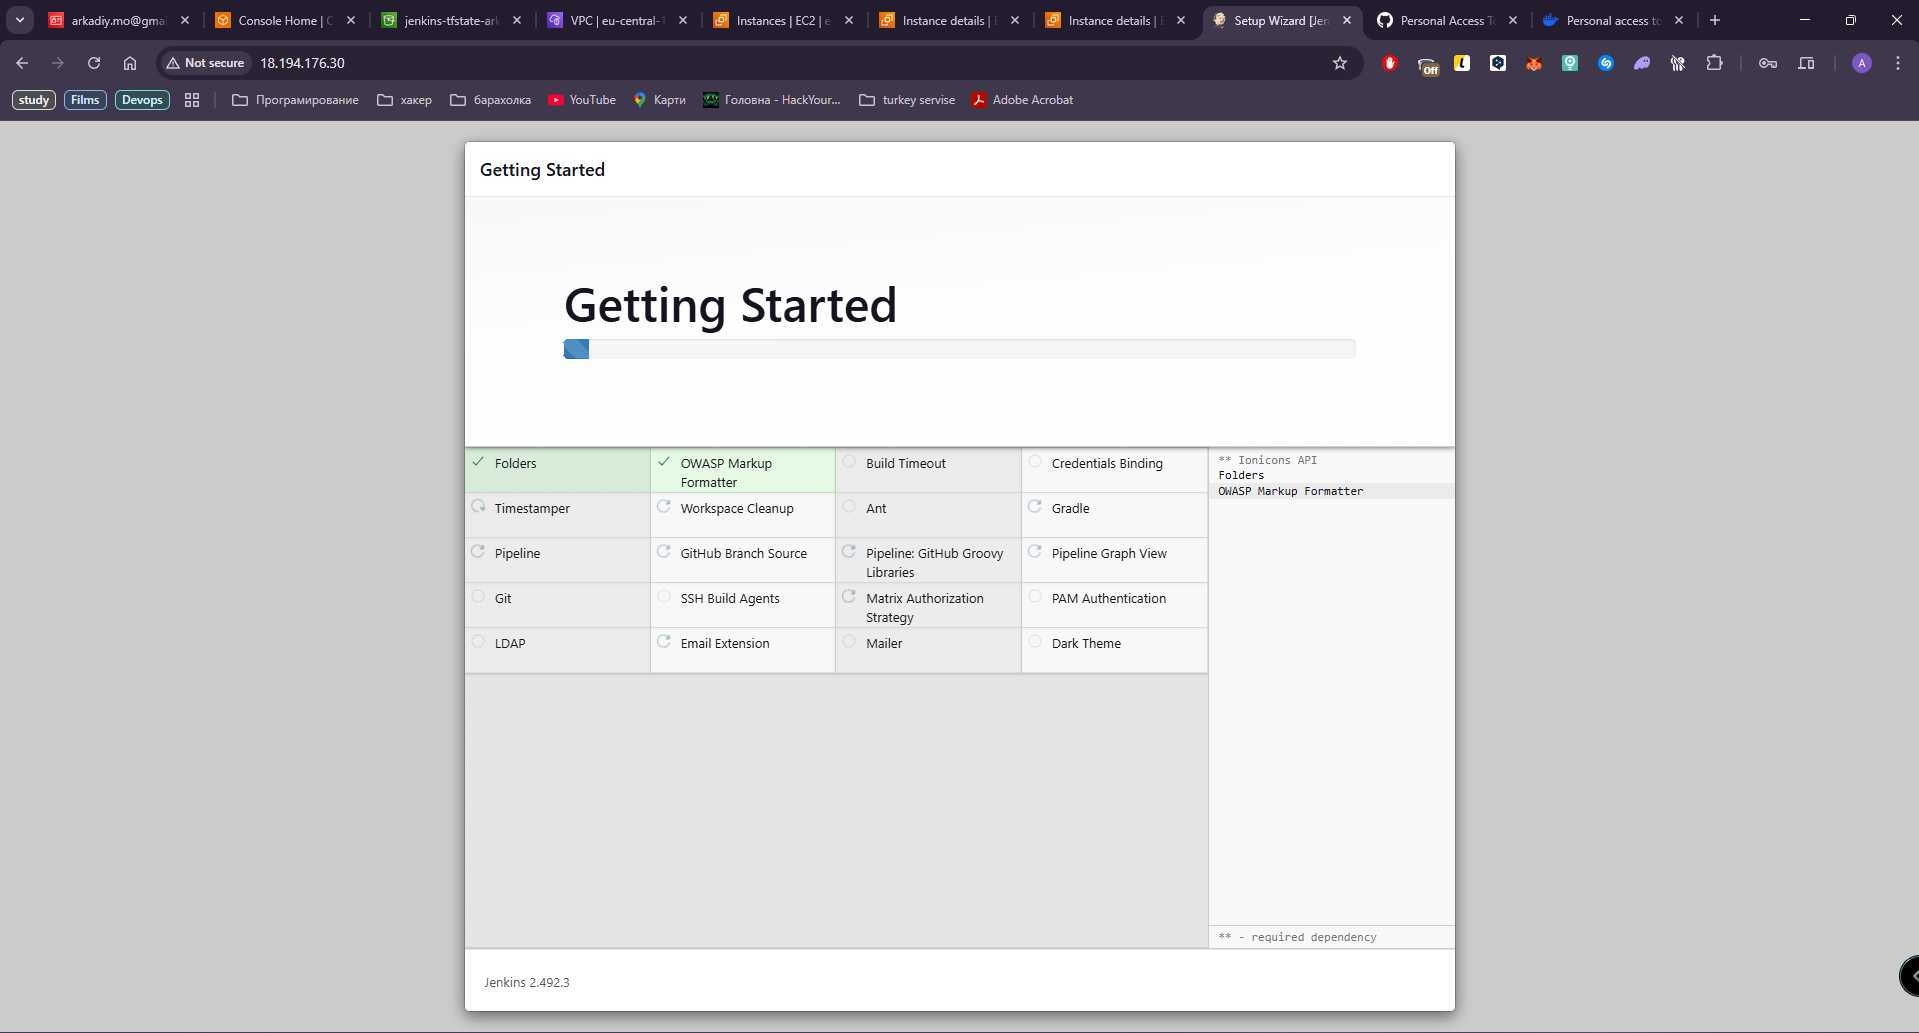 arkadiy.mo@gmai
Console Home | C
jenkins-tfstate-ark
VPC | eu-central-1
Instances | EC2 | e
Instance details | E
Instance details | E
Setup Wizard [Jen
Personal Access T
Personal access to
Not secure
18.194.176.30
Off
A
study
Films
Devops
Програмирование
хакер
барахолка
YouTube
Карти
Головна - HackYour...
turkey servise
Adobe Acrobat
Getting Started
Getting Started
Folders
OWASP Markup
Formatter
Build Timeout
Credentials Binding
Timestamper
Workspace Cleanup
Ant
Gradle
Pipeline
GitHub Branch Source
Pipeline: GitHub Groovy
Libraries
Pipeline Graph View
Git
SSH Build Agents
Matrix Authorization
Strategy
PAM Authentication
LDAP
Email Extension
Mailer
Dark Theme
** Ionicons API
Folders
OWASP Markup Formatter
** - required dependency
Jenkins 2.492.3